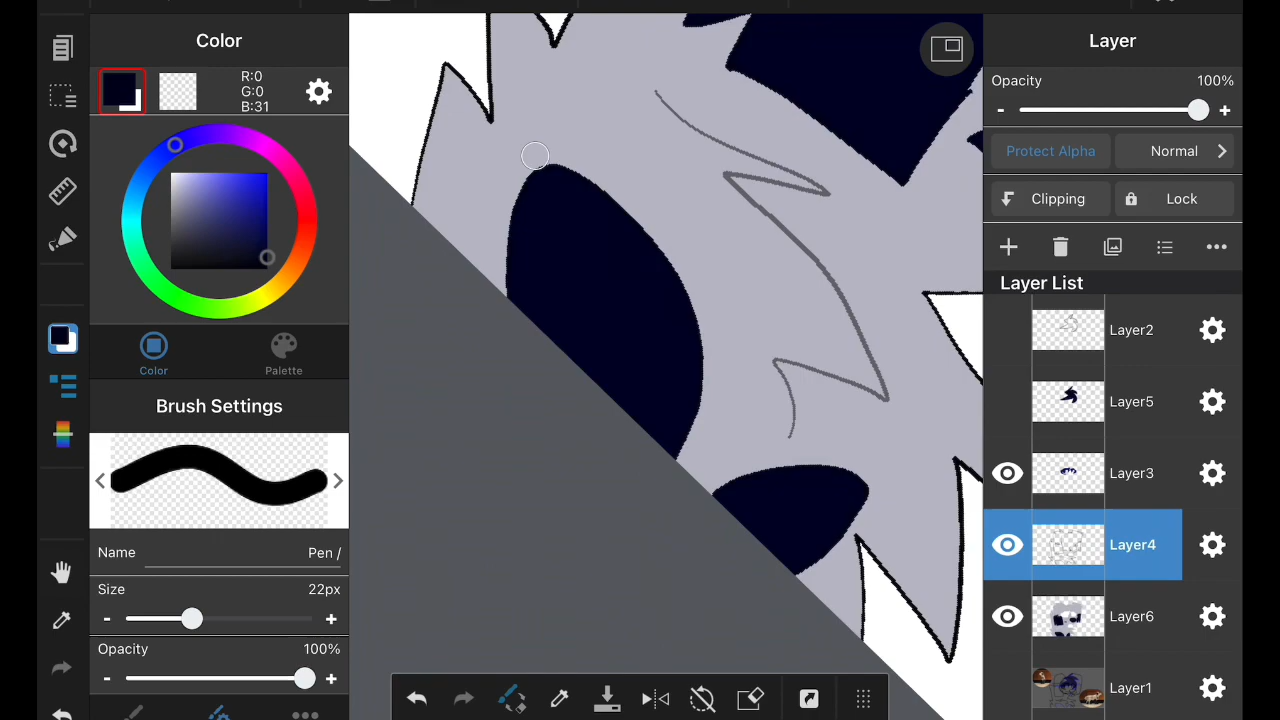 Color
Layer
R:0
G:0
B:31
Opacity
100%
-
+
Protect Alpha
Normal
Clipping
Lock
Layer List
Layer2
Color
Palette
Brush Settings
Layer5
Layer3
Name
Pen /
Layer4
Size
22px
-
+
Layer6
Opacity
100%
-
+
Layer1